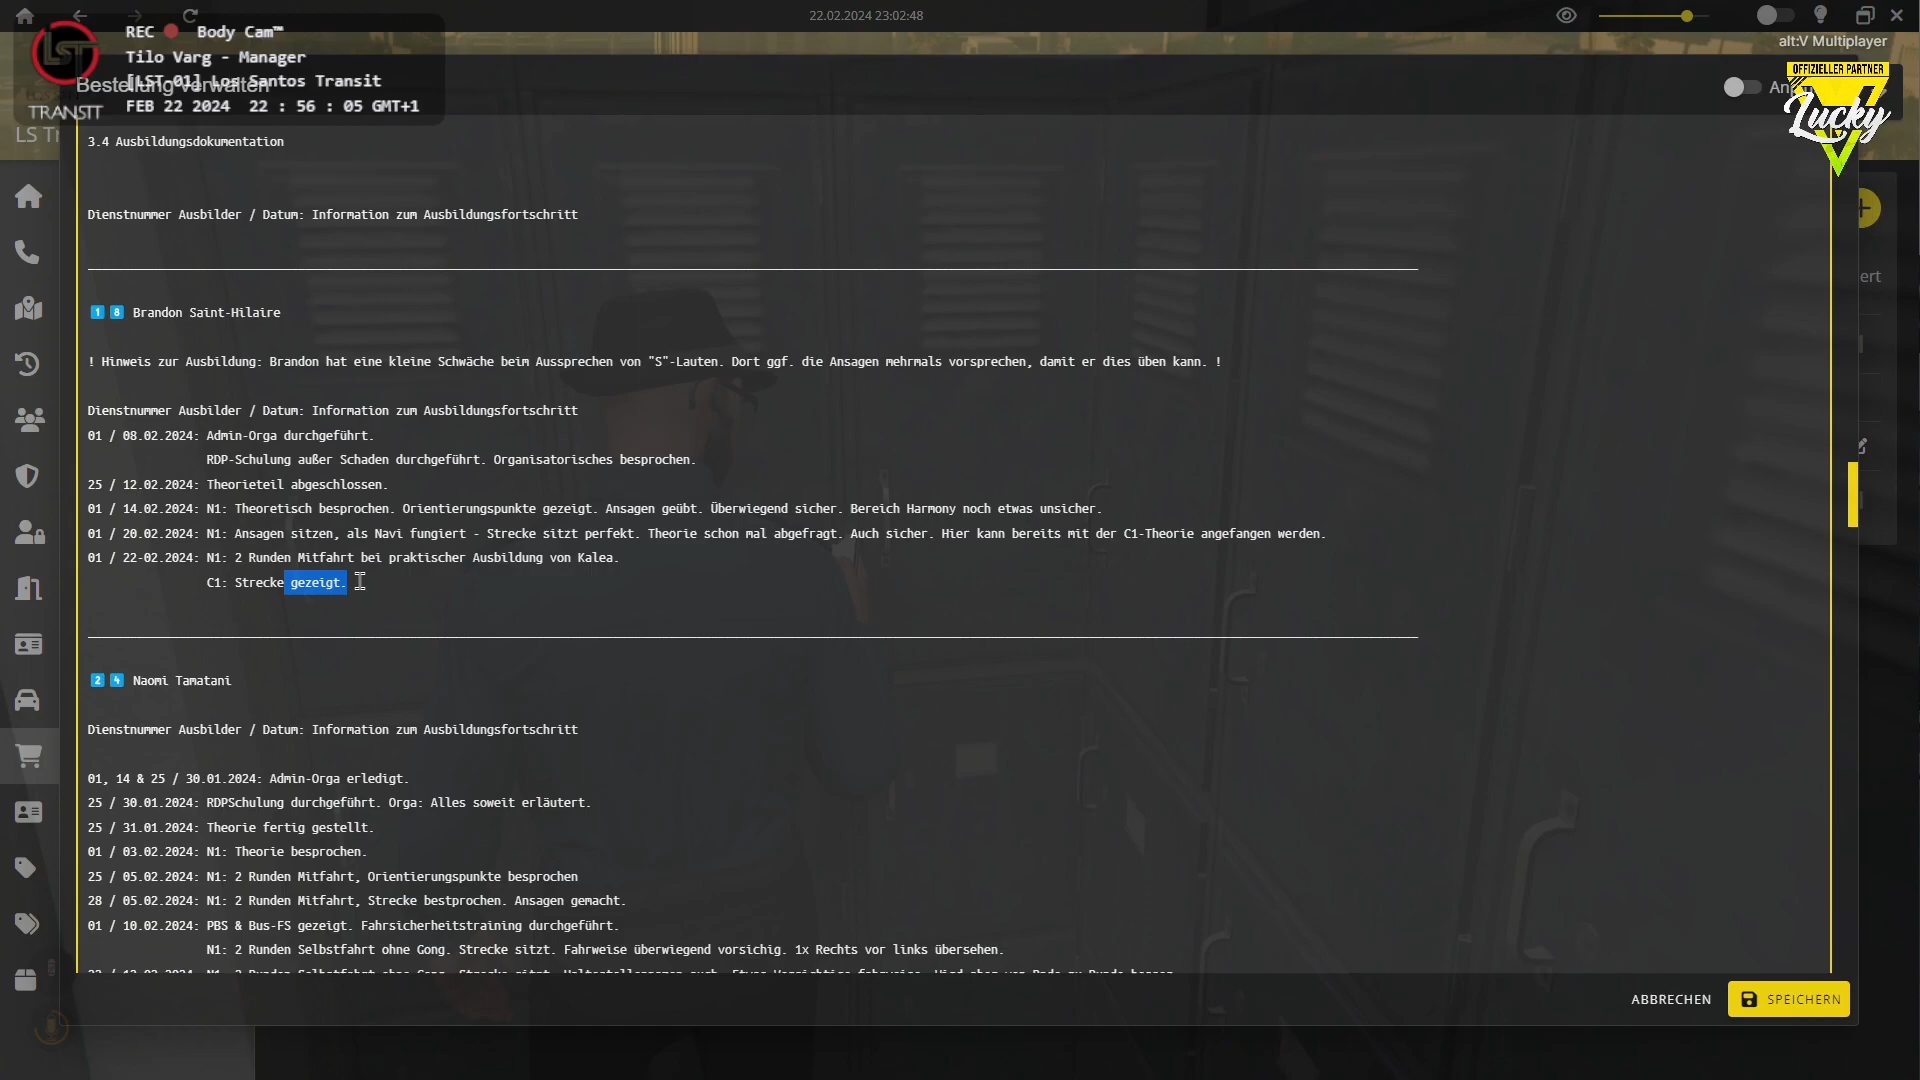 22.02.2024 23:02:48
REC Body Cam™
Tilo Varg - Manager
[LST-01] Los Santos Transit
FEB 22 2024 22 : 56 : 05 GMT+1
LST
TRANSIT
Bestellung verwalten
LS Tr
alt:V Multiplayer
OFFIZIELLER PARTNER
Lucky V
3.4 Ausbildungsdokumentation
Dienstnummer Ausbilder / Datum: Information zum Ausbildungsfortschritt
1 8 Brandon Saint-Hilaire
! Hinweis zur Ausbildung: Brandon hat eine kleine Schwäche beim Aussprechen von "S"-Lauten. Dort ggf. die Ansagen mehrmals vorsprechen, damit er dies üben kann. !
Dienstnummer Ausbilder / Datum: Information zum Ausbildungsfortschritt
01 / 08.02.2024: Admin-Orga durchgeführt.
RDP-Schulung außer Schaden durchgeführt. Organisatorisches besprochen.
25 / 12.02.2024: Theorieteil abgeschlossen.
01 / 14.02.2024: N1: Theoretisch besprochen. Orientierungspunkte gezeigt. Ansagen geübt. Überwiegend sicher. Bereich Harmony noch etwas unsicher.
01 / 20.02.2024: N1: Ansagen sitzen, als Navi fungiert - Strecke sitzt perfekt. Theorie schon mal abgefragt. Auch sicher. Hier kann bereits mit der C1-Theorie angefangen werden.
01 / 22-02.2024: N1: 2 Runden Mitfahrt bei praktischer Ausbildung von Kalea.
C1: Strecke gezeigt.
2 4 Naomi Tamatani
Dienstnummer Ausbilder / Datum: Information zum Ausbildungsfortschritt
01, 14 & 25 / 30.01.2024: Admin-Orga erledigt.
25 / 30.01.2024: RDPSchulung durchgeführt. Orga: Alles soweit erläutert.
25 / 31.01.2024: Theorie fertig gestellt.
01 / 03.02.2024: N1: Theorie besprochen.
25 / 05.02.2024: N1: 2 Runden Mitfahrt, Orientierungspunkte besprochen
28 / 05.02.2024: N1: 2 Runden Mitfahrt, Strecke bestprochen. Ansagen gemacht.
01 / 10.02.2024: PBS & Bus-FS gezeigt. Fahrsicherheitstraining durchgeführt.
N1: 2 Runden Selbstfahrt ohne Gong. Strecke sitzt. Fahrweise überwiegend vorsichig. 1x Rechts vor links übersehen.
ert
ABBRECHEN
SPEICHERN